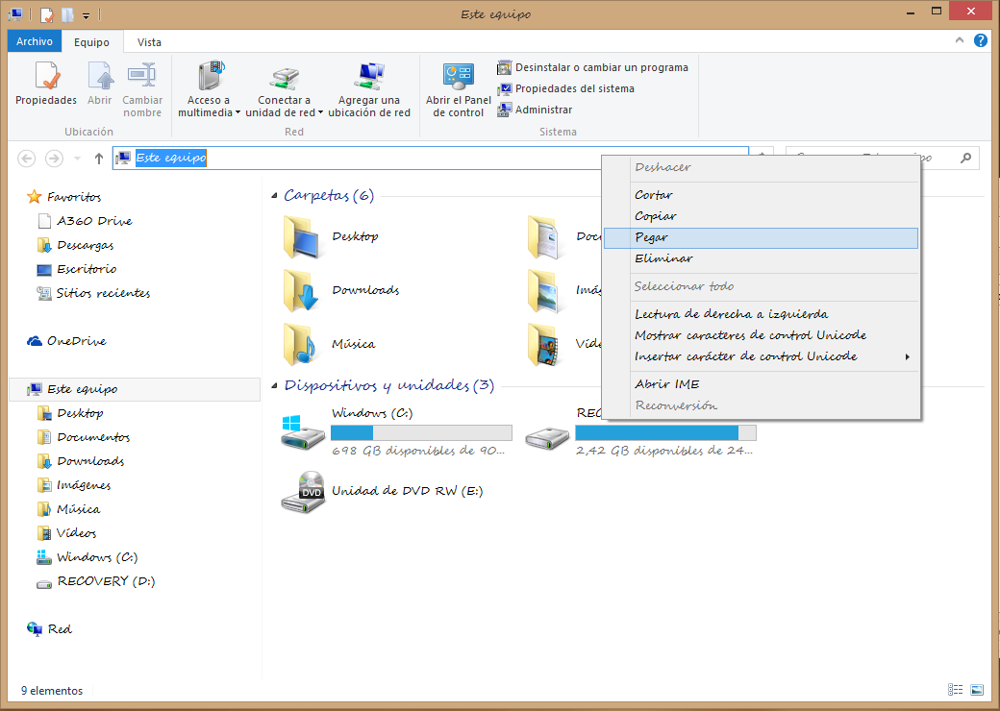 Este equipo
Archivo
Equipo
Vista
Propiedades
Abrir
Cambiar
nombre
Ubicación
Acceso a
multimedia
Conectar a
unidad de red
Agregar una
ubicación de red
Red
Abrir el Panel
de control
Desinstalar o cambiar un programa
Propiedades del sistema
Administrar
Sistema
Este equipo
Favoritos
A360 Drive
Descargas
Escritorio
Sitios recientes
OneDrive
Este equipo
Desktop
Documentos
Downloads
Imágenes
Música
Vídeos
Windows (C:)
RECOVERY (D:)
Red
Carpetas (6)
Desktop
Downloads
Música
Dispositivos y unidades (3)
Windows (C:)
698 GB disponibles de 90...
REC
2,42 GB disponibles de 24...
DVD
Unidad de DVD RW (E:)
Deshacer
Cortar
Copiar
Pegar
Eliminar
Seleccionar todo
Lectura de derecha a izquierda
Mostrar caracteres de control Unicode
Insertar carácter de control Unicode
Abrir IME
Reconversión
9 elementos